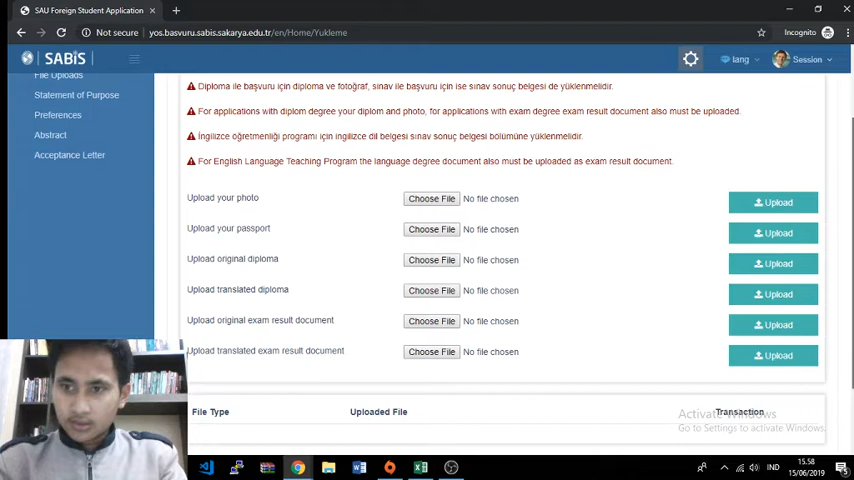 SAU Foreign Student Application
Not secure
yos.basvuru.sabis.sakarya.edu.tr/en/Home/Yukleme
Incognito
SABİS
lang
Session
File Uploads
Statement of Purpose
Preferences
Abstract
Acceptance Letter
Diploma ile başvuru için diploma ve fotoğraf, sınav ile başvuru için ise sınav sonuç belgesi de yüklenmelidir.
For applications with diplom degree your diplom and photo, for applications with exam degree exam result document also must be uploaded.
İngilizce öğretmenliği programı için ingilizce dil belgesi sınav sonuç belgesi bölümüne yüklenmelidir.
For English Language Teaching Program the language degree document also must be uploaded as exam result document.
Upload your photo Choose File No file chosen Upload
Upload your passport Choose File No file chosen Upload
Upload original diploma Choose File No file chosen Upload
Upload translated diploma Choose File No file chosen Upload
Upload original exam result document Choose File No file chosen Upload
Upload translated exam result document Choose File No file chosen Upload
File Type Uploaded File Transaction
Activate Windows
Go to Settings to activate Windows.
IND
15.58
15/06/2019